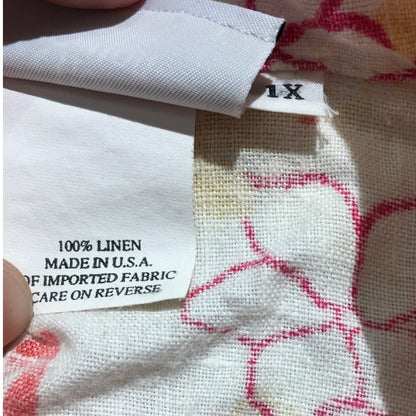 1X
100% LINEN
MADE IN U.S.A.
OF IMPORTED FABRIC
CARE ON REVERSE